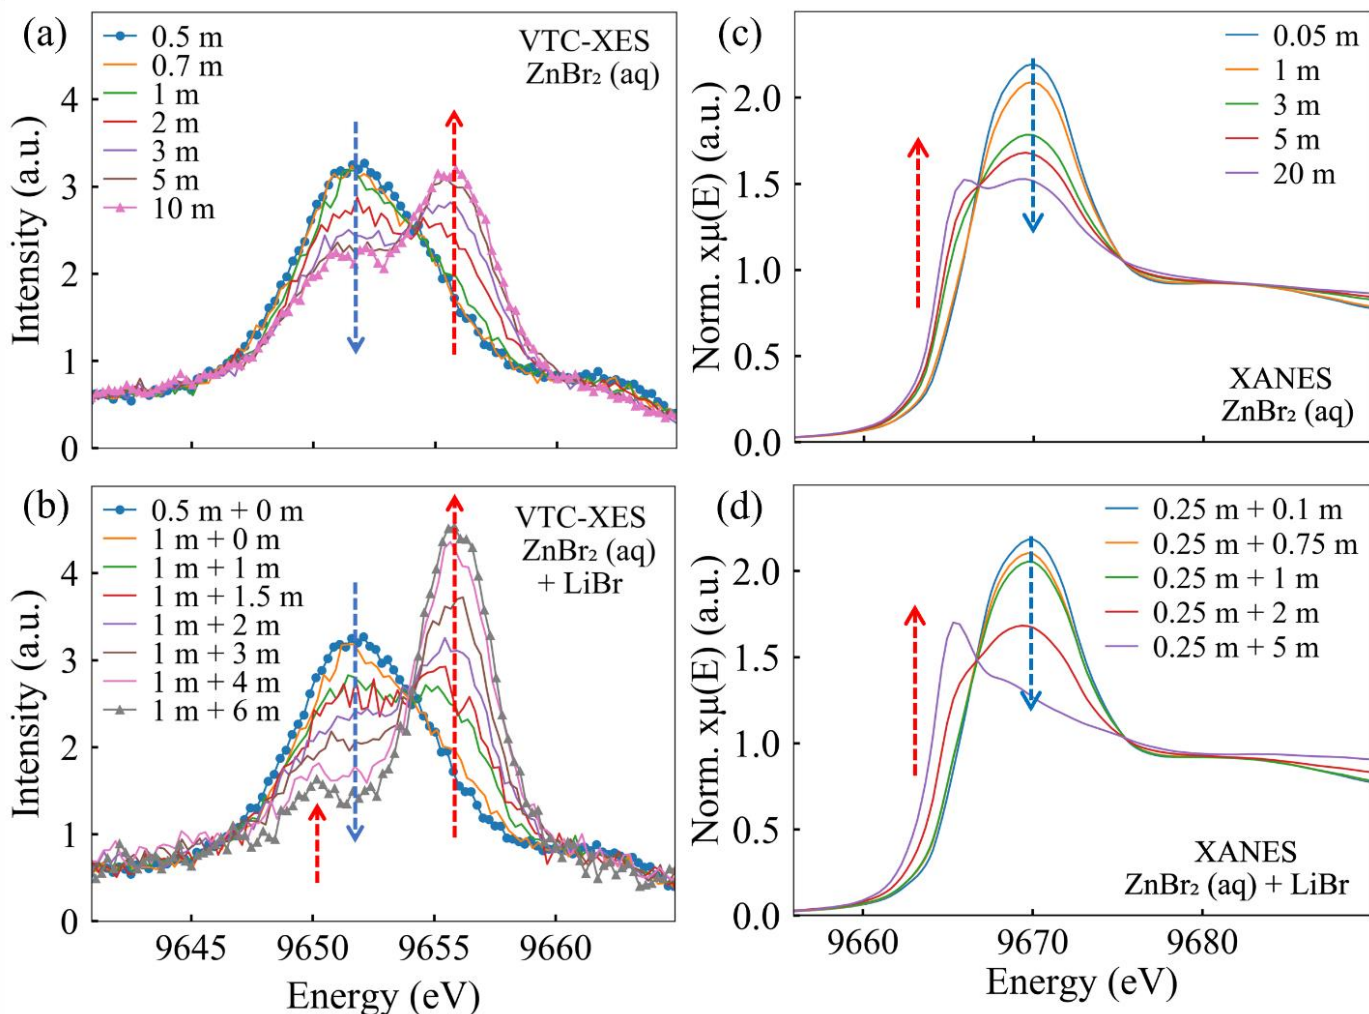 (a)
0.5 m
0.7 m
1 m
2 m
3 m
5 m
10 m
VTC-XES
ZnBr₂ (aq)
Intensity (a.u.)
4
3
2
1
0
(b)
0.5 m + 0 m
1 m + 0 m
1 m + 1 m
1 m + 1.5 m
1 m + 2 m
1 m + 3 m
1 m + 4 m
1 m + 6 m
VTC-XES
ZnBr₂ (aq)
+ LiBr
Intensity (a.u.)
4
3
2
1
0
9645 9650 9655 9660
Energy (eV)
(c)
0.05 m
1 m
3 m
5 m
20 m
XANES
ZnBr₂ (aq)
Norm. xμ(E) (a.u.)
2.0
1.5
1.0
0.5
0.0
9660 9670 9680
(d)
0.25 m + 0.1 m
0.25 m + 0.75 m
0.25 m + 1 m
0.25 m + 2 m
0.25 m + 5 m
XANES
ZnBr₂ (aq) + LiBr
Norm. xμ(E) (a.u.)
2.0
1.5
1.0
0.5
0.0
9660 9670 9680
Energy (eV)